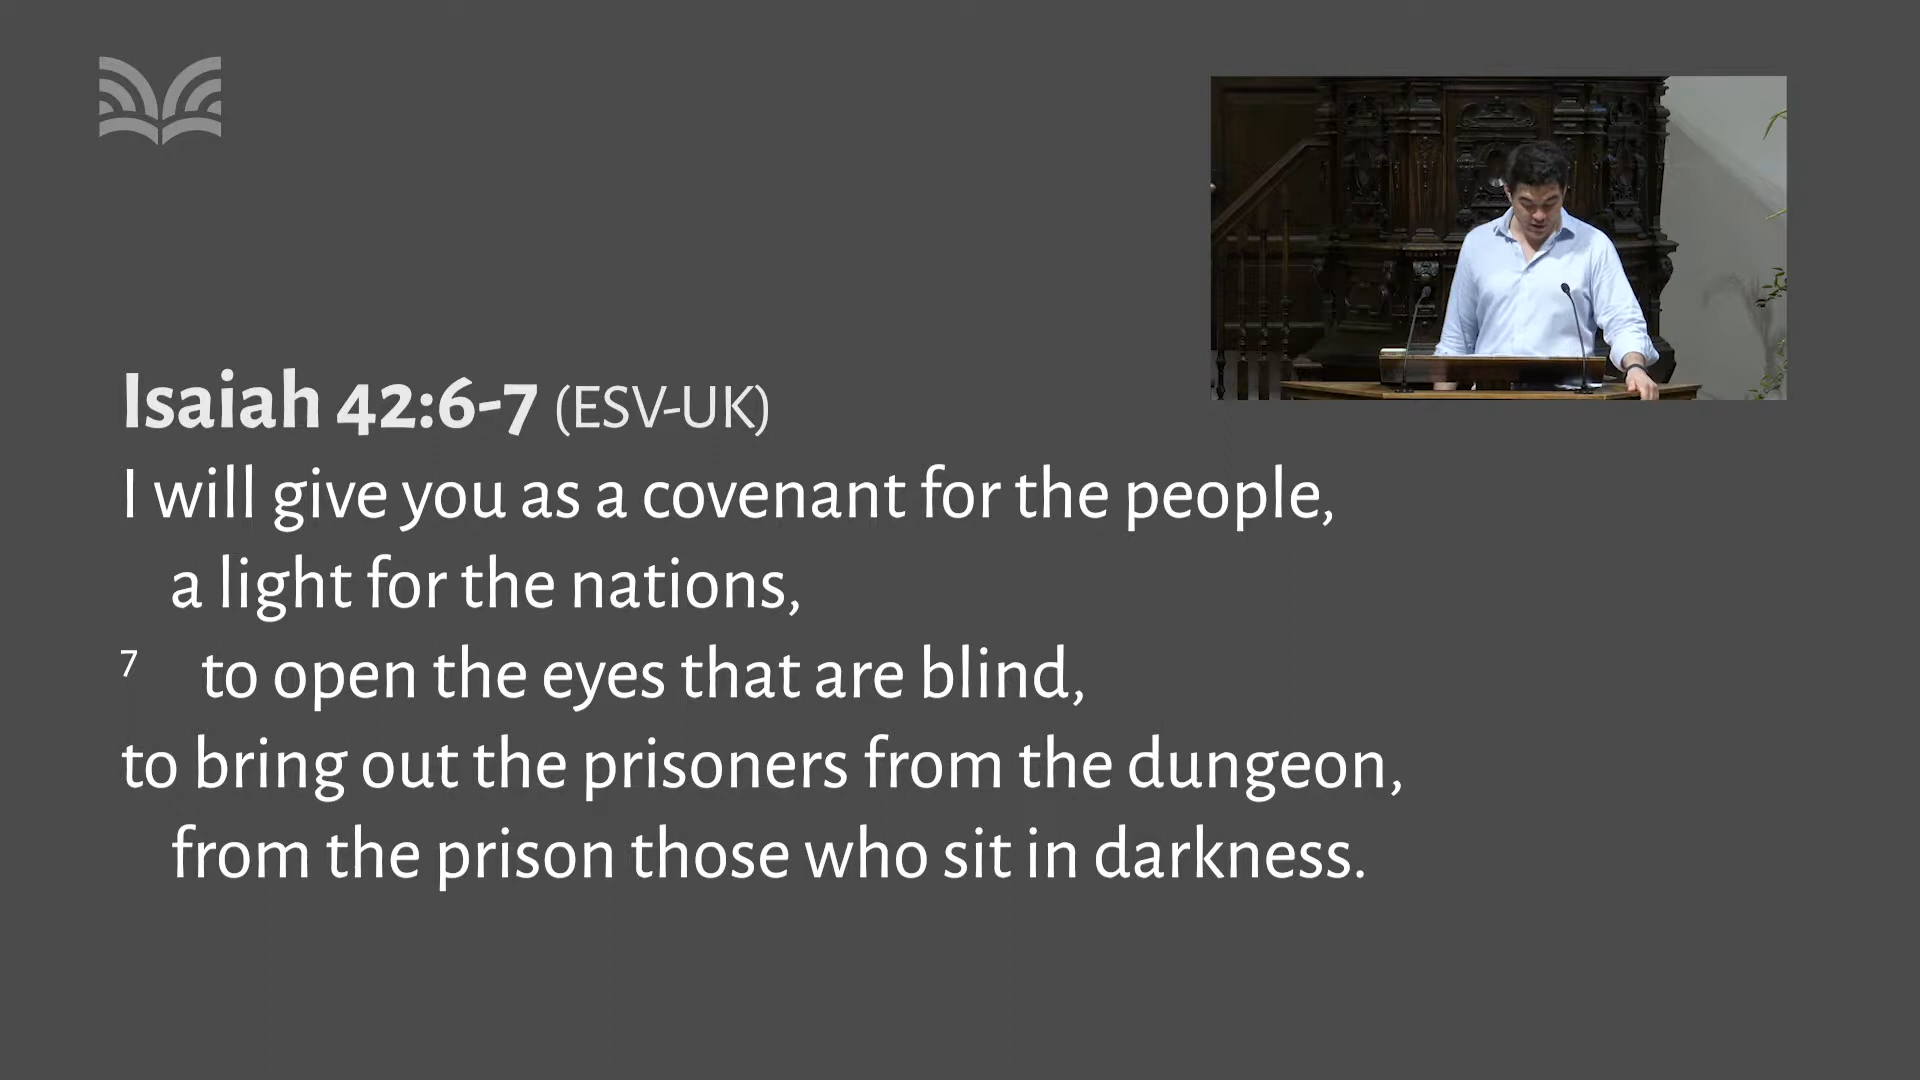 Isaiah 42:6-7 (ESV-UK)
I will give you as a covenant for the people,
a light for the nations,
7 to open the eyes that are blind,
to bring out the prisoners from the dungeon,
from the prison those who sit in darkness.